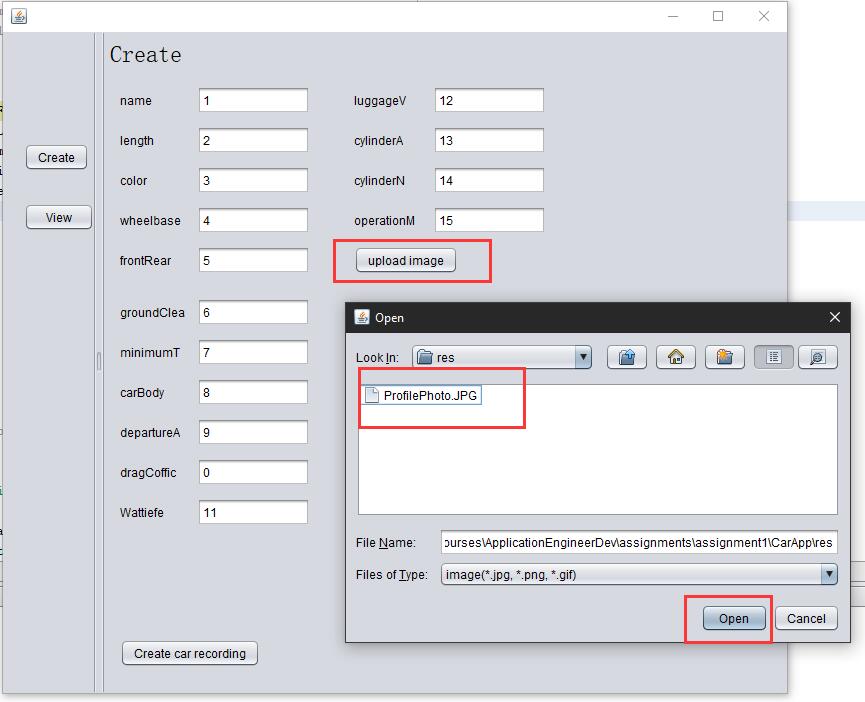 Create
name 1 luggageV 12
length 2 cylinderA 13
Create
color 3 cylinderN 14
View
wheelbase 4 operationM 15
frontRear 5 upload image
groundClea 6
minimumT 7
carBody 8
departureA 9
dragCoffic 0
Wattiefe 11
Create car recording
Open
Look In: res
ProfilePhoto.JPG
File Name: ourses\ApplicationEngineerDev\assignments\assignment1\CarApp\res
Files of Type: image(*.jpg, *.png, *.gif)
Open Cancel